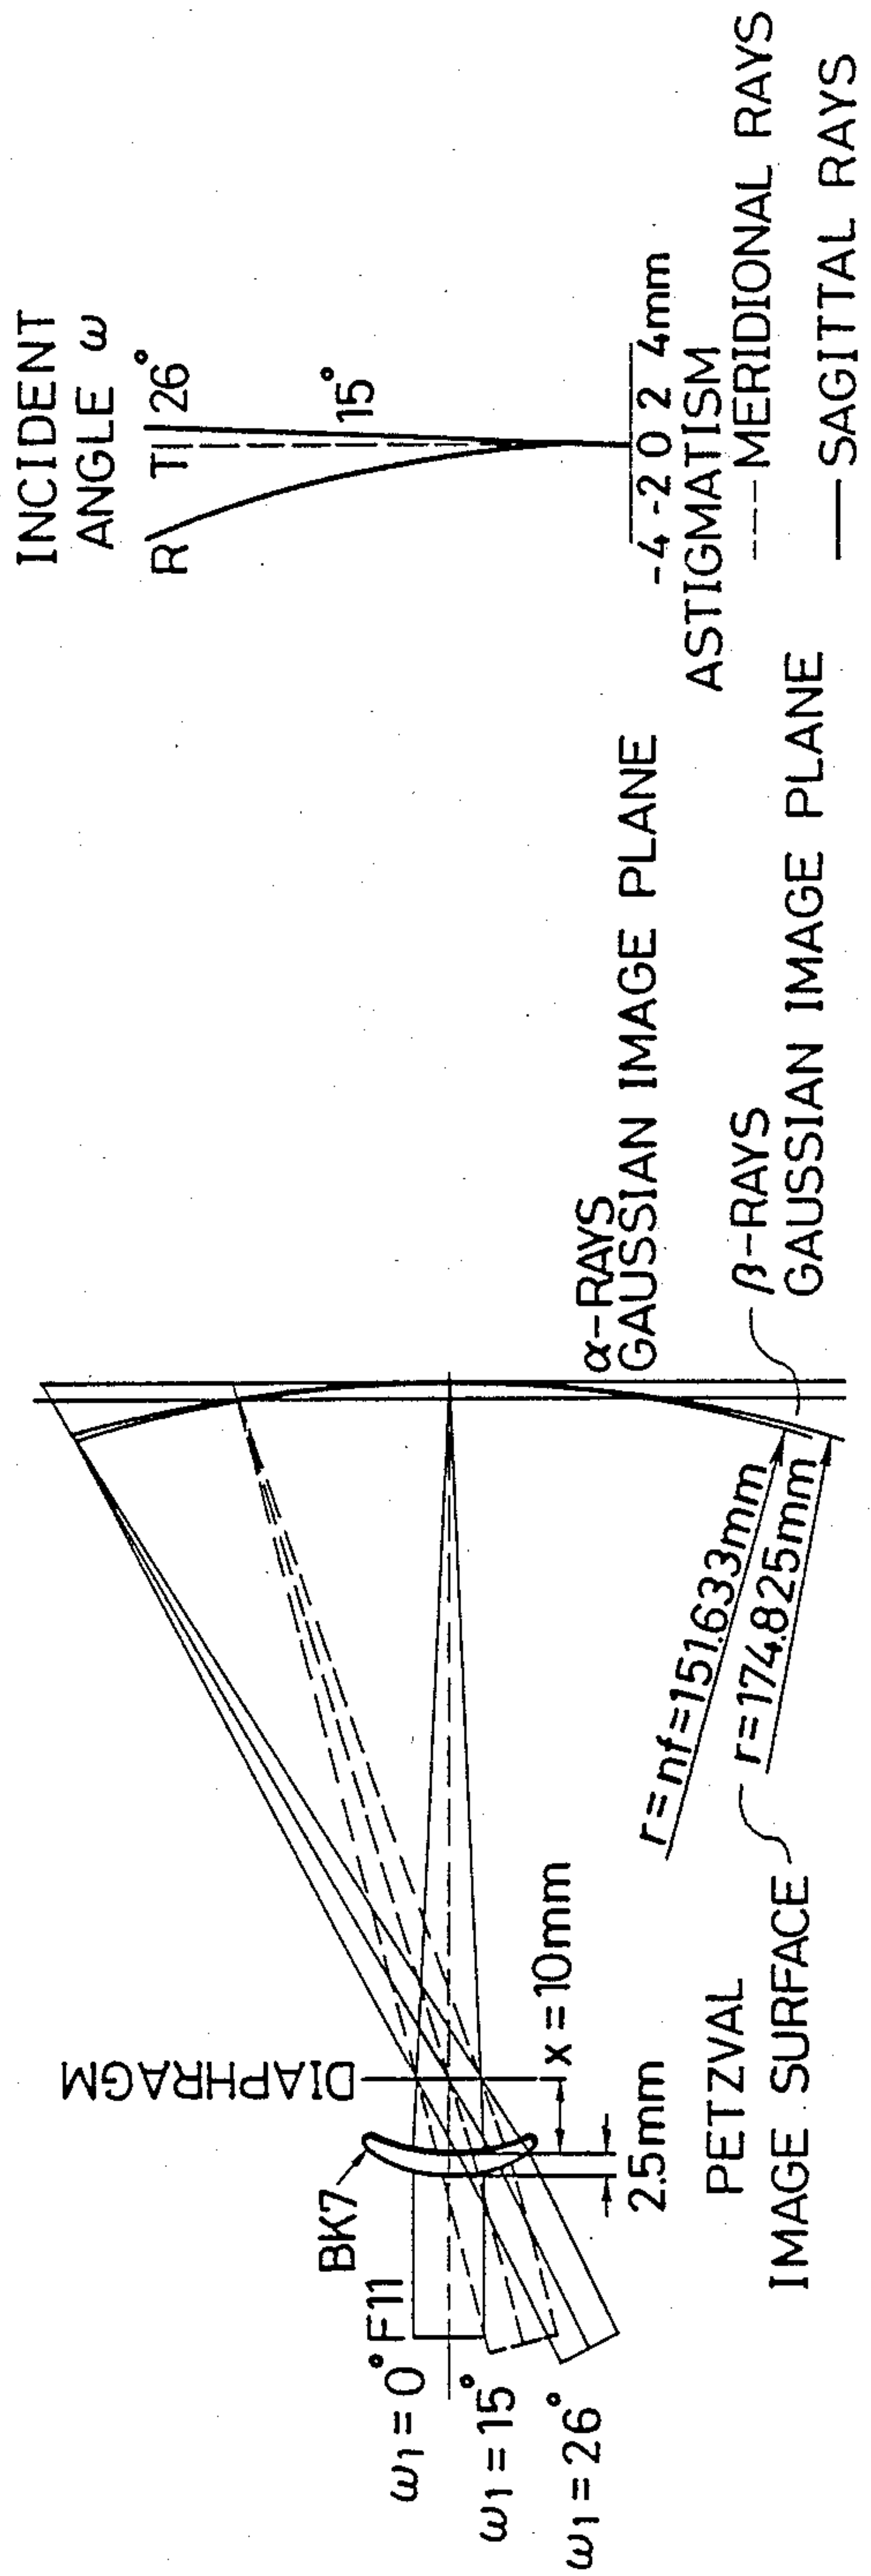 ω1 = 0° F11
ω1 = 15°
ω1 = 26°
BK7
DIAPHRAGM
x = 10mm
2.5mm
PETZVAL
IMAGE SURFACE
r = nf = 151.633mm
r = 174.825mm
α-RAYS
GAUSSIAN IMAGE PLANE
β-RAYS
GAUSSIAN IMAGE PLANE
INCIDENT
ANGLE ω
R T 26°
15°
-4 -2 0 2 4mm
ASTIGMATISM
--- MERIDIONAL RAYS
— SAGITTAL RAYS